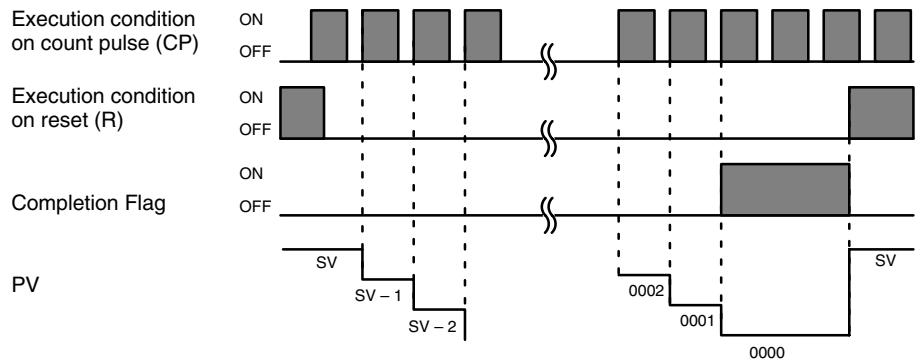 Execution condition
on count pulse (CP)
ON
OFF
Execution condition
on reset (R)
ON
OFF
Completion Flag
ON
OFF
PV
SV
SV – 1
SV – 2
0002
0001
0000
SV